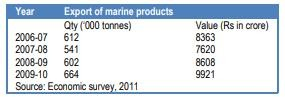 Year Export of marine products
Qty ('000 tonnes) Value (Rs in crore)
2006-07 612 8363
2007-08 541 7620
2008-09 602 8608
2009-10 664 9921
Source: Economic survey, 2011